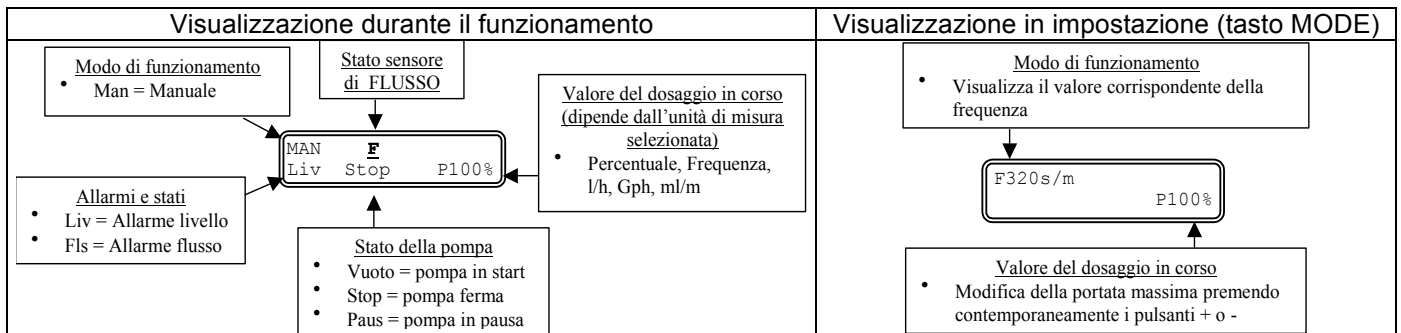 Visualizzazione durante il funzionamento
Modo di funzionamento
• Man = Manuale
Stato sensore
di FLUSSO
Valore del dosaggio in corso
(dipende dall'unità di misura
selezionata)
• Percentuale, Frequenza,
l/h, Gph, ml/m
MAN F
Liv Stop P100%
Allarmi e stati
• Liv = Allarme livello
• Fls = Allarme flusso
Stato della pompa
• Vuoto = pompa in start
• Stop = pompa ferma
• Paus = pompa in pausa
Visualizzazione in impostazione (tasto MODE)
Modo di funzionamento
• Visualizza il valore corrispondente della
frequenza
F320s/m
P100%
Valore del dosaggio in corso
• Modifica della portata massima premendo
contemporaneamente i pulsanti + o -